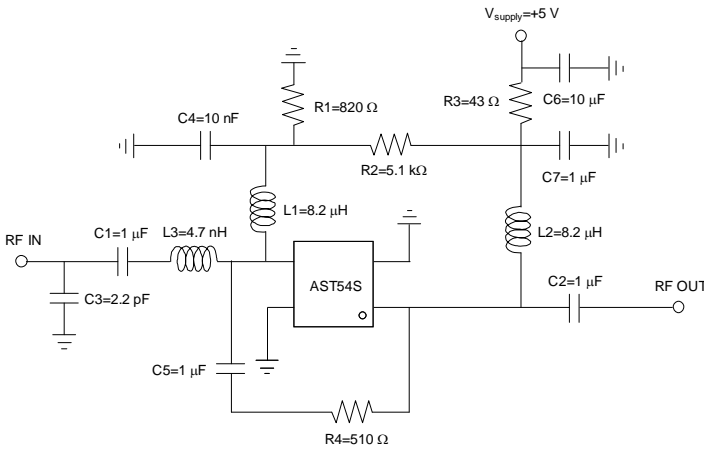 Vsupply=+5 V
R1=820 Ω
R3=43 Ω
C6=10 μF
C4=10 nF
R2=5.1 kΩ
C7=1 μF
L1=8.2 μH
L2=8.2 μH
RF IN
C1=1 μF
L3=4.7 nH
AST54S
C2=1 μF
RF OUT
C3=2.2 pF
C5=1 μF
R4=510 Ω